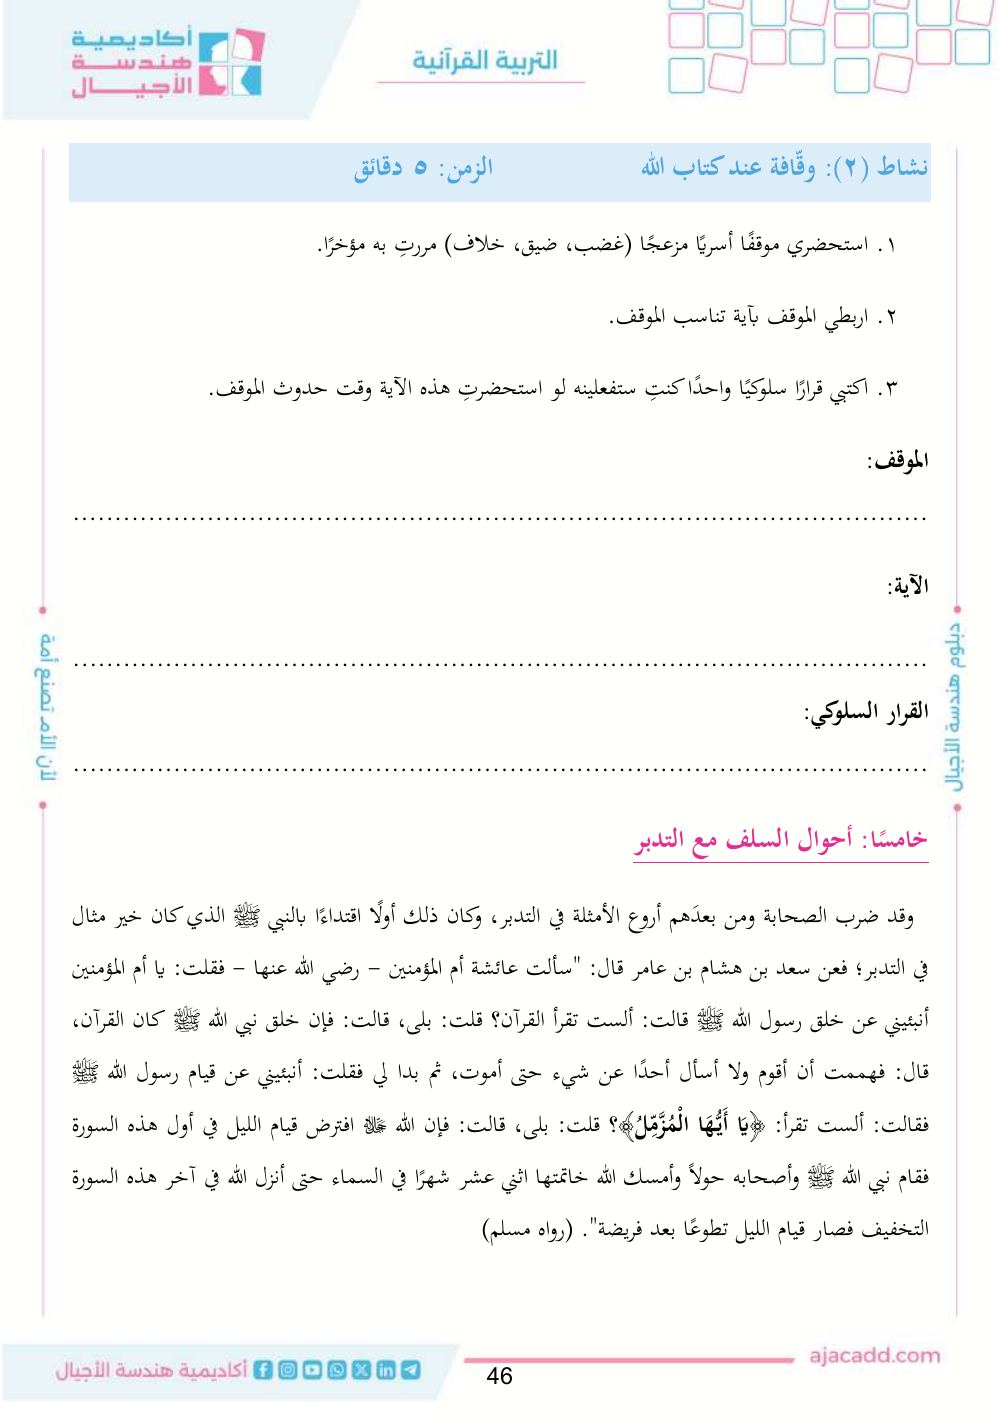 أكاديمية
هندسة
الأجيال
التربية القرآنية
نشاط (٢): وقّافة عند كتاب الله الزمن: ٥ دقائق
١. استحضري موقفًا أسريًا مزعجًا (غضب، ضيق، خلاف) مررتِ به مؤخرًا.
٢. اربطي الموقف بآية تناسب الموقف.
٣. اكتبي قرارًا سلوكيًا واحدًا كنتِ ستفعلينه لو استحضرتِ هذه الآية وقت حدوث الموقف.
الموقف:
الآية:
القرار السلوكي:
خامسًا: أحوال السلف مع التدبر
وقد ضرب الصحابة ومن بعدَهم أروع الأمثلة في التدبر، وكان ذلك أولًا اقتداءًا بالنبي ﷺ الذي كان خير مثال
في التدبر؛ فعن سعد بن هشام بن عامر قال: "سألت عائشة أم المؤمنين – رضي الله عنها – فقلت: يا أم المؤمنين
أنبئيني عن خلق رسول الله ﷺ قالت: ألست تقرأ القرآن؟ قلت: بلى، قالت: فإن خلق نبي الله ﷺ كان القرآن،
قال: فهممت أن أقوم ولا أسأل أحدًا عن شيء حتى أموت، ثم بدا لي فقلت: أنبئيني عن قيام رسول الله ﷺ
فقالت: ألست تقرأ: ﴿يَا أَيُّهَا الْمُزَّمِّلُ﴾؟ قلت: بلى، قالت: فإن الله ﷻ افترض قيام الليل في أول هذه السورة
فقام نبي الله ﷺ وأصحابه حولاً وأمسك الله خاتمتها اثني عشر شهرًا في السماء حتى أنزل الله في آخر هذه السورة
التخفيف فصار قيام الليل تطوعًا بعد فريضة". (رواه مسلم)
دبلوم هندسة الأجيال
لأن الأم تصنع أمة
ajacadd.com
46
أكاديمية هندسة الأجيال